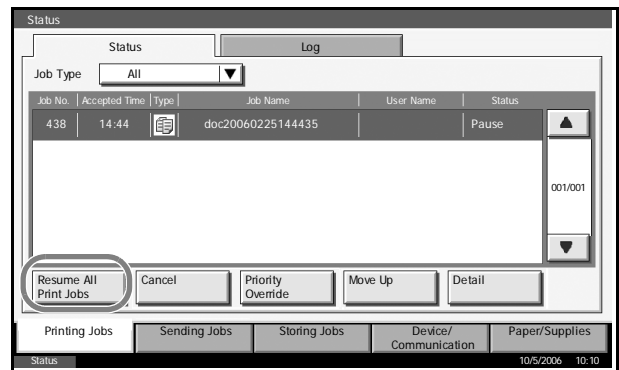 Status
Status Log
Job Type All
Job No. Accepted Time Type Job Name User Name Status
438 14:44 doc20060225144435 Pause
001/001
Resume All Print Jobs Cancel Priority Override Move Up Detail
Printing Jobs Sending Jobs Storing Jobs Device/ Communication Paper/Supplies
Status 10/5/2006 10:10